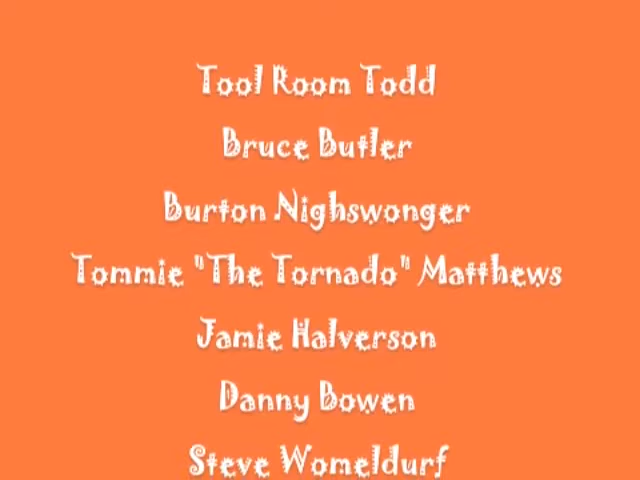 Tool Room Todd
Bruce Butler
Burton Nighswonger
Tommie "The Tornado" Matthews
Jamie Halverson
Danny Bowen
Steve Womeldurf